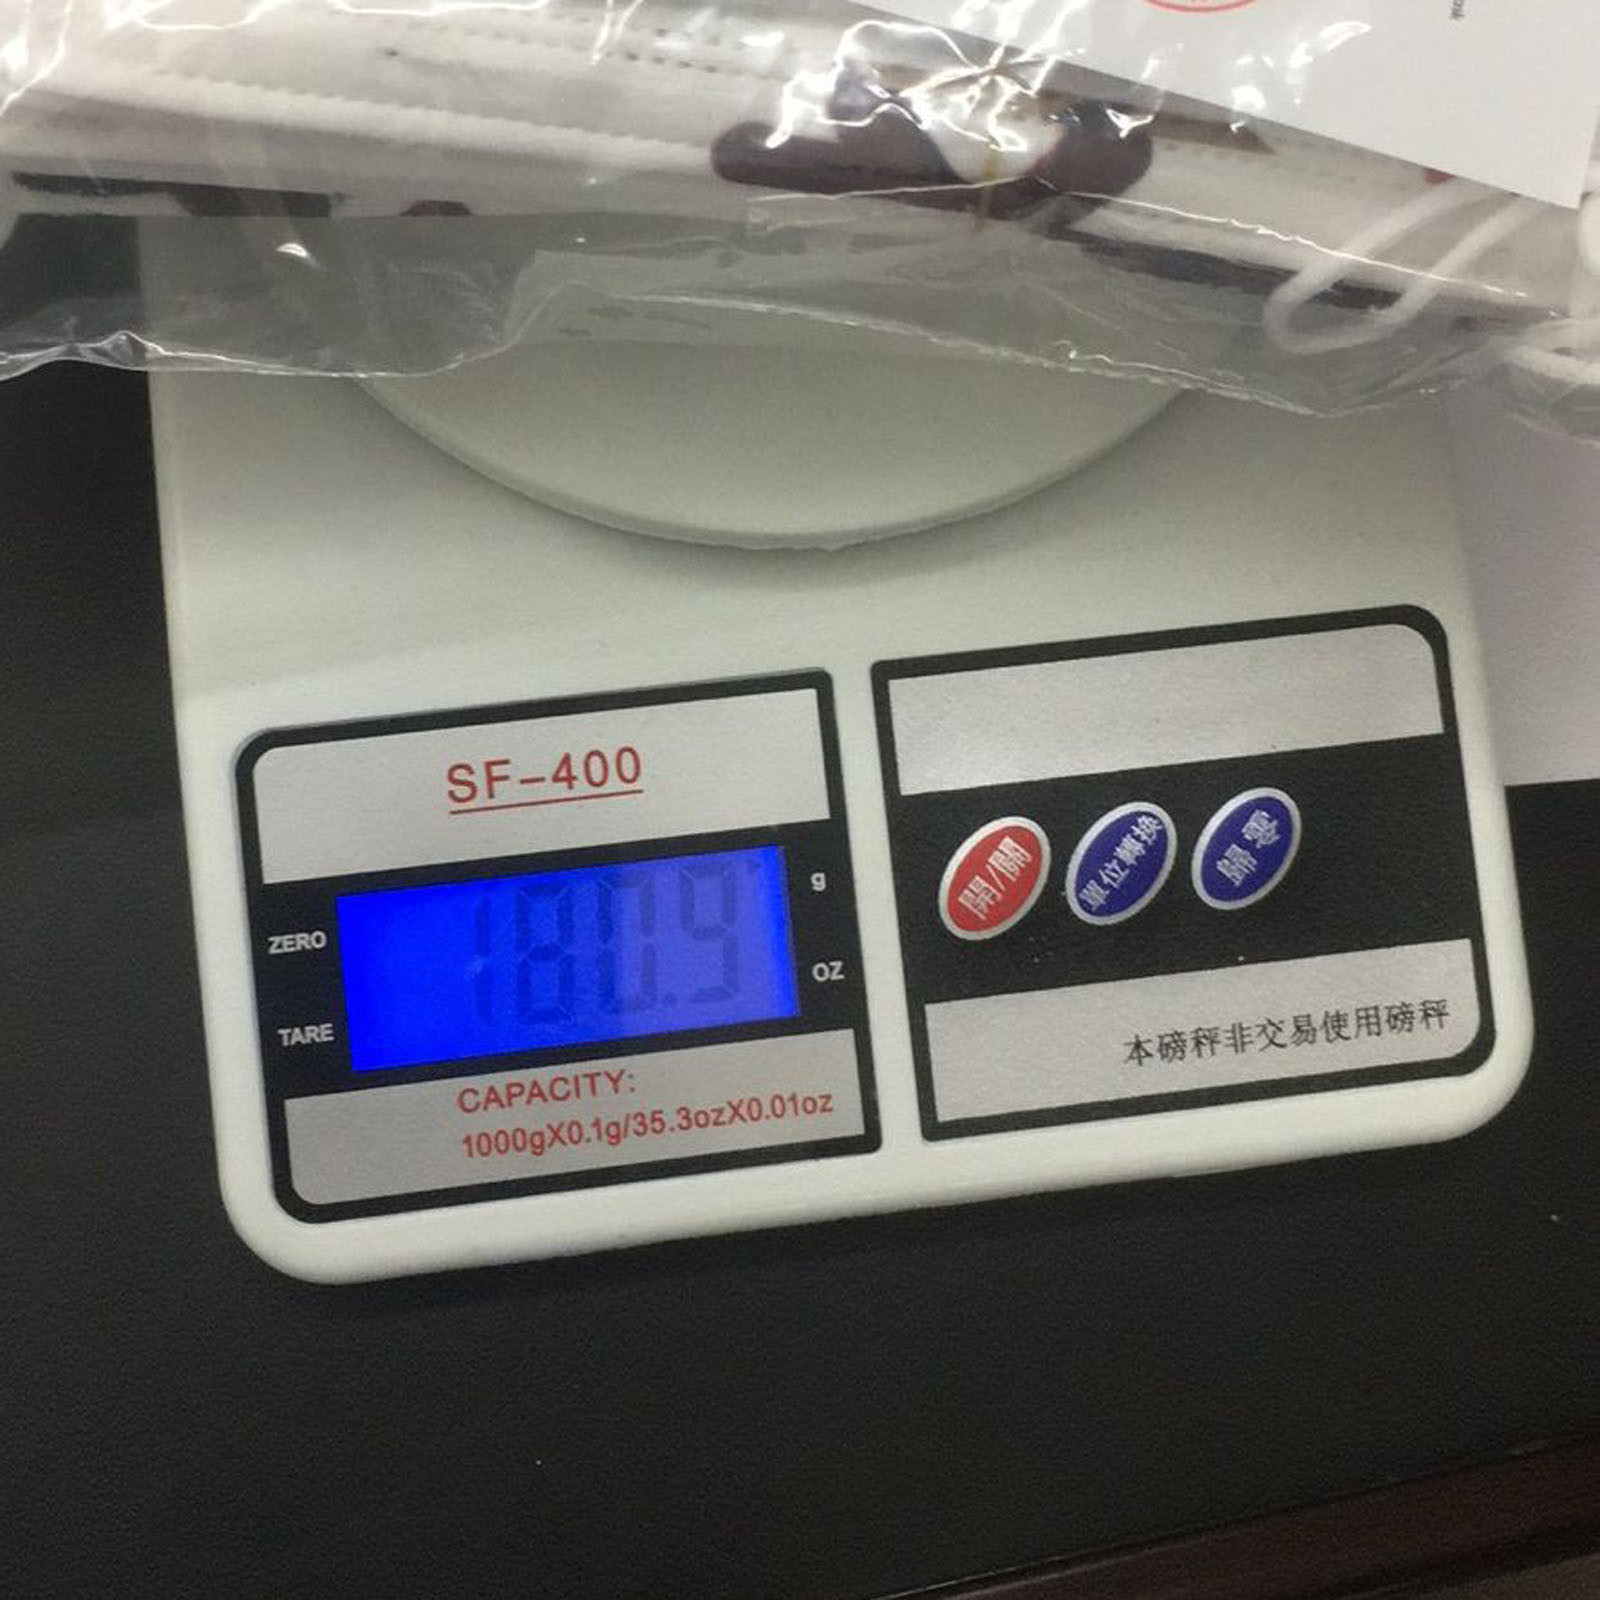 SF-400
ZERO
TARE
180.9
g
OZ
CAPACITY:
1000gX0.1g/35.3ozX0.01oz
開/關
單位轉換
歸零
本磅秤非交易使用磅秤